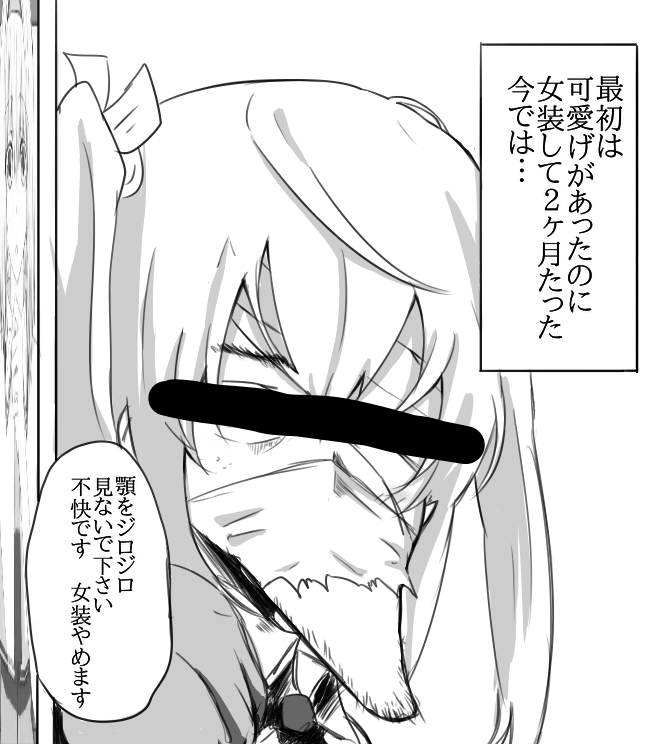 最初は
可愛げがあったのに
女装して2ヶ月たった
今では…
顎をジロジロ
見ないで下さい
不快です 女装やめます